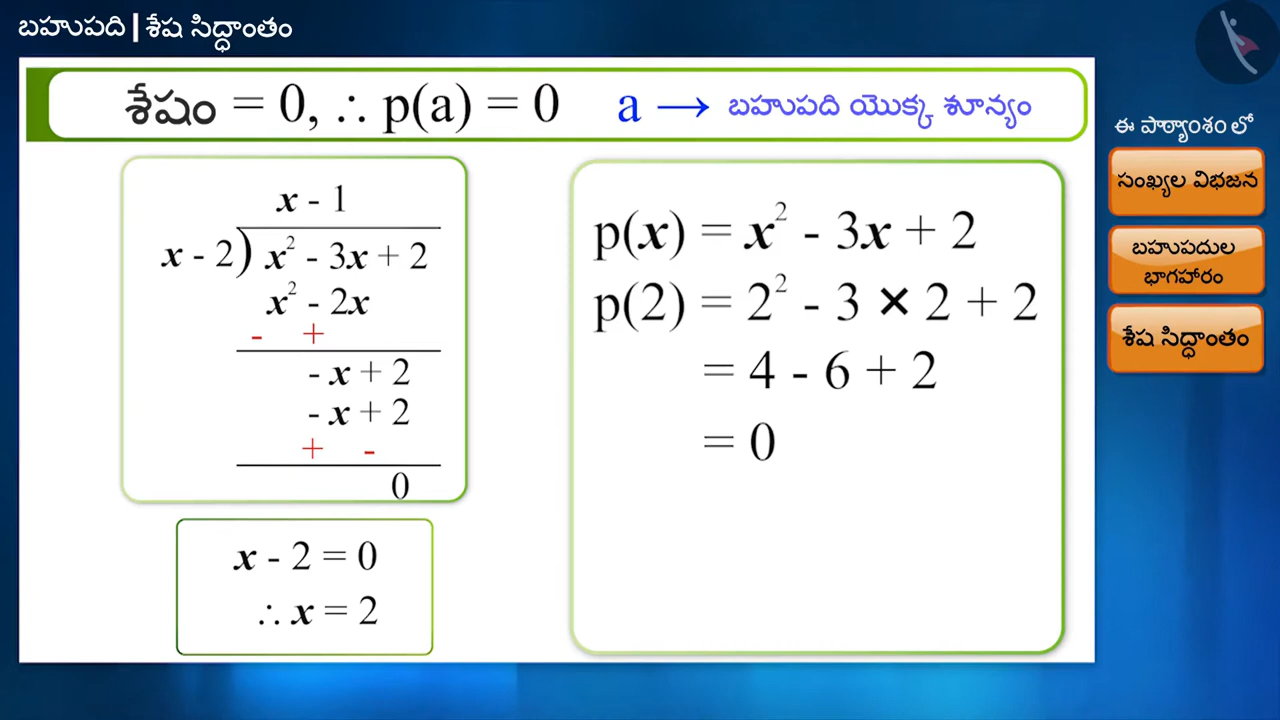 బహుపది | శేష సిద్ధాంతం
శేషం = 0, ∴ p(a) = 0 a → బహుపది యొక్క శూన్యం
x - 1
x - 2) x² - 3x + 2
x² - 2x
- +
- x + 2
- x + 2
+ -
0
x - 2 = 0
∴ x = 2
p(x) = x² - 3x + 2
p(2) = 2² - 3 × 2 + 2
= 4 - 6 + 2
= 0
ఈ పాఠ్యాంశం లో
సంఖ్యల విభజన
బహుపదుల
భాగహారం
శేష సిద్ధాంతం